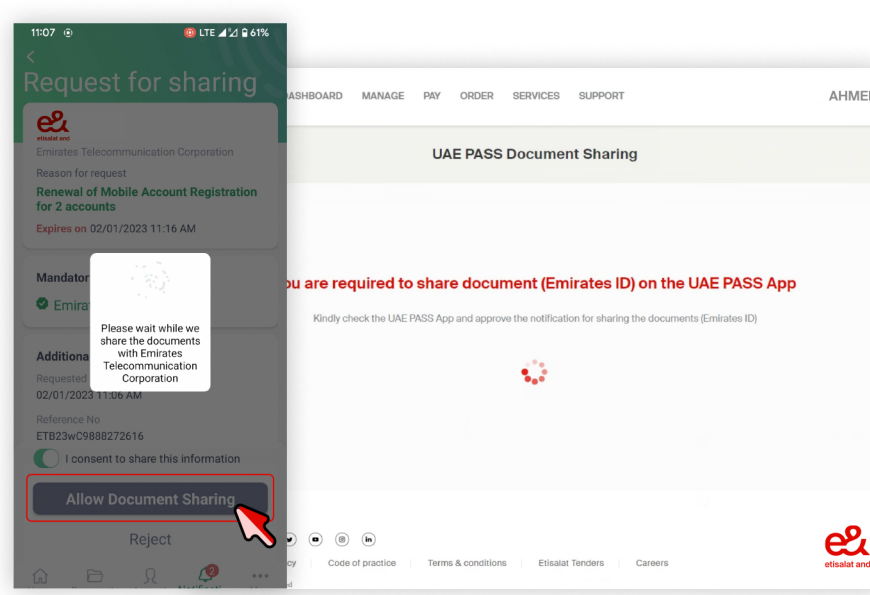 11:07
LTE 61%
Request for sharing
e&
etisalat and
Emirates Telecommunication Corporation
Reason for request
Renewal of Mobile Account Registration
for 2 accounts
Expires on 02/01/2023 11:16 AM
Please wait while we
share the documents
with Emirates
Telecommunication
Corporation
Requested
02/01/2023 11:06 AM
Reference No
ETB23wC9888272616
I consent to share this information
Allow Document Sharing
Reject
2
DASHBOARD MANAGE PAY ORDER SERVICES SUPPORT
UAE PASS Document Sharing
are required to share document (Emirates ID) on the UAE PASS App
Kindly check the UAE PASS App and approve the notification for sharing the documents (Emirates ID)
in
Code of practice Terms & conditions Etisalat Tenders Careers
e&
etisalat and